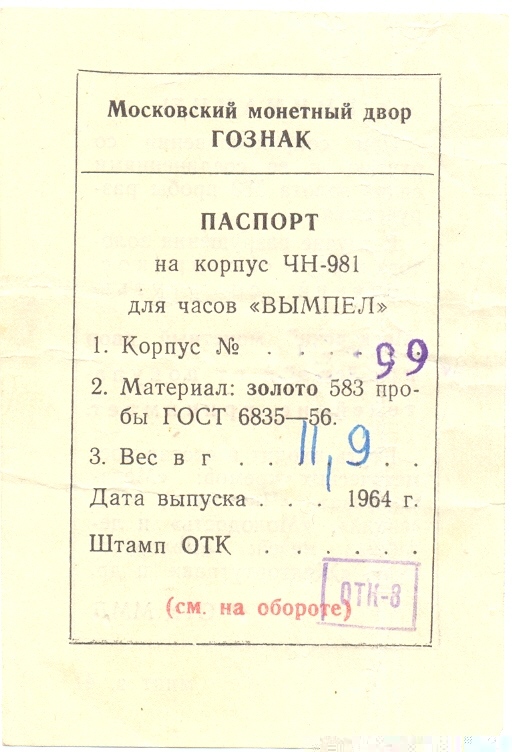 Московский монетный двор
ГОЗНАК
ПАСПОРТ
на корпус ЧН-981
для часов «ВЫМПЕЛ»
1. Корпус № . . . . 99
2. Материал: золото 583 про-
бы ГОСТ 6835—56.
3. Вес в г . . 11,9 . .
Дата выпуска . . . 1964 г.
Штамп ОТК . . . . . .
ОТК-8
(см. на обороте)